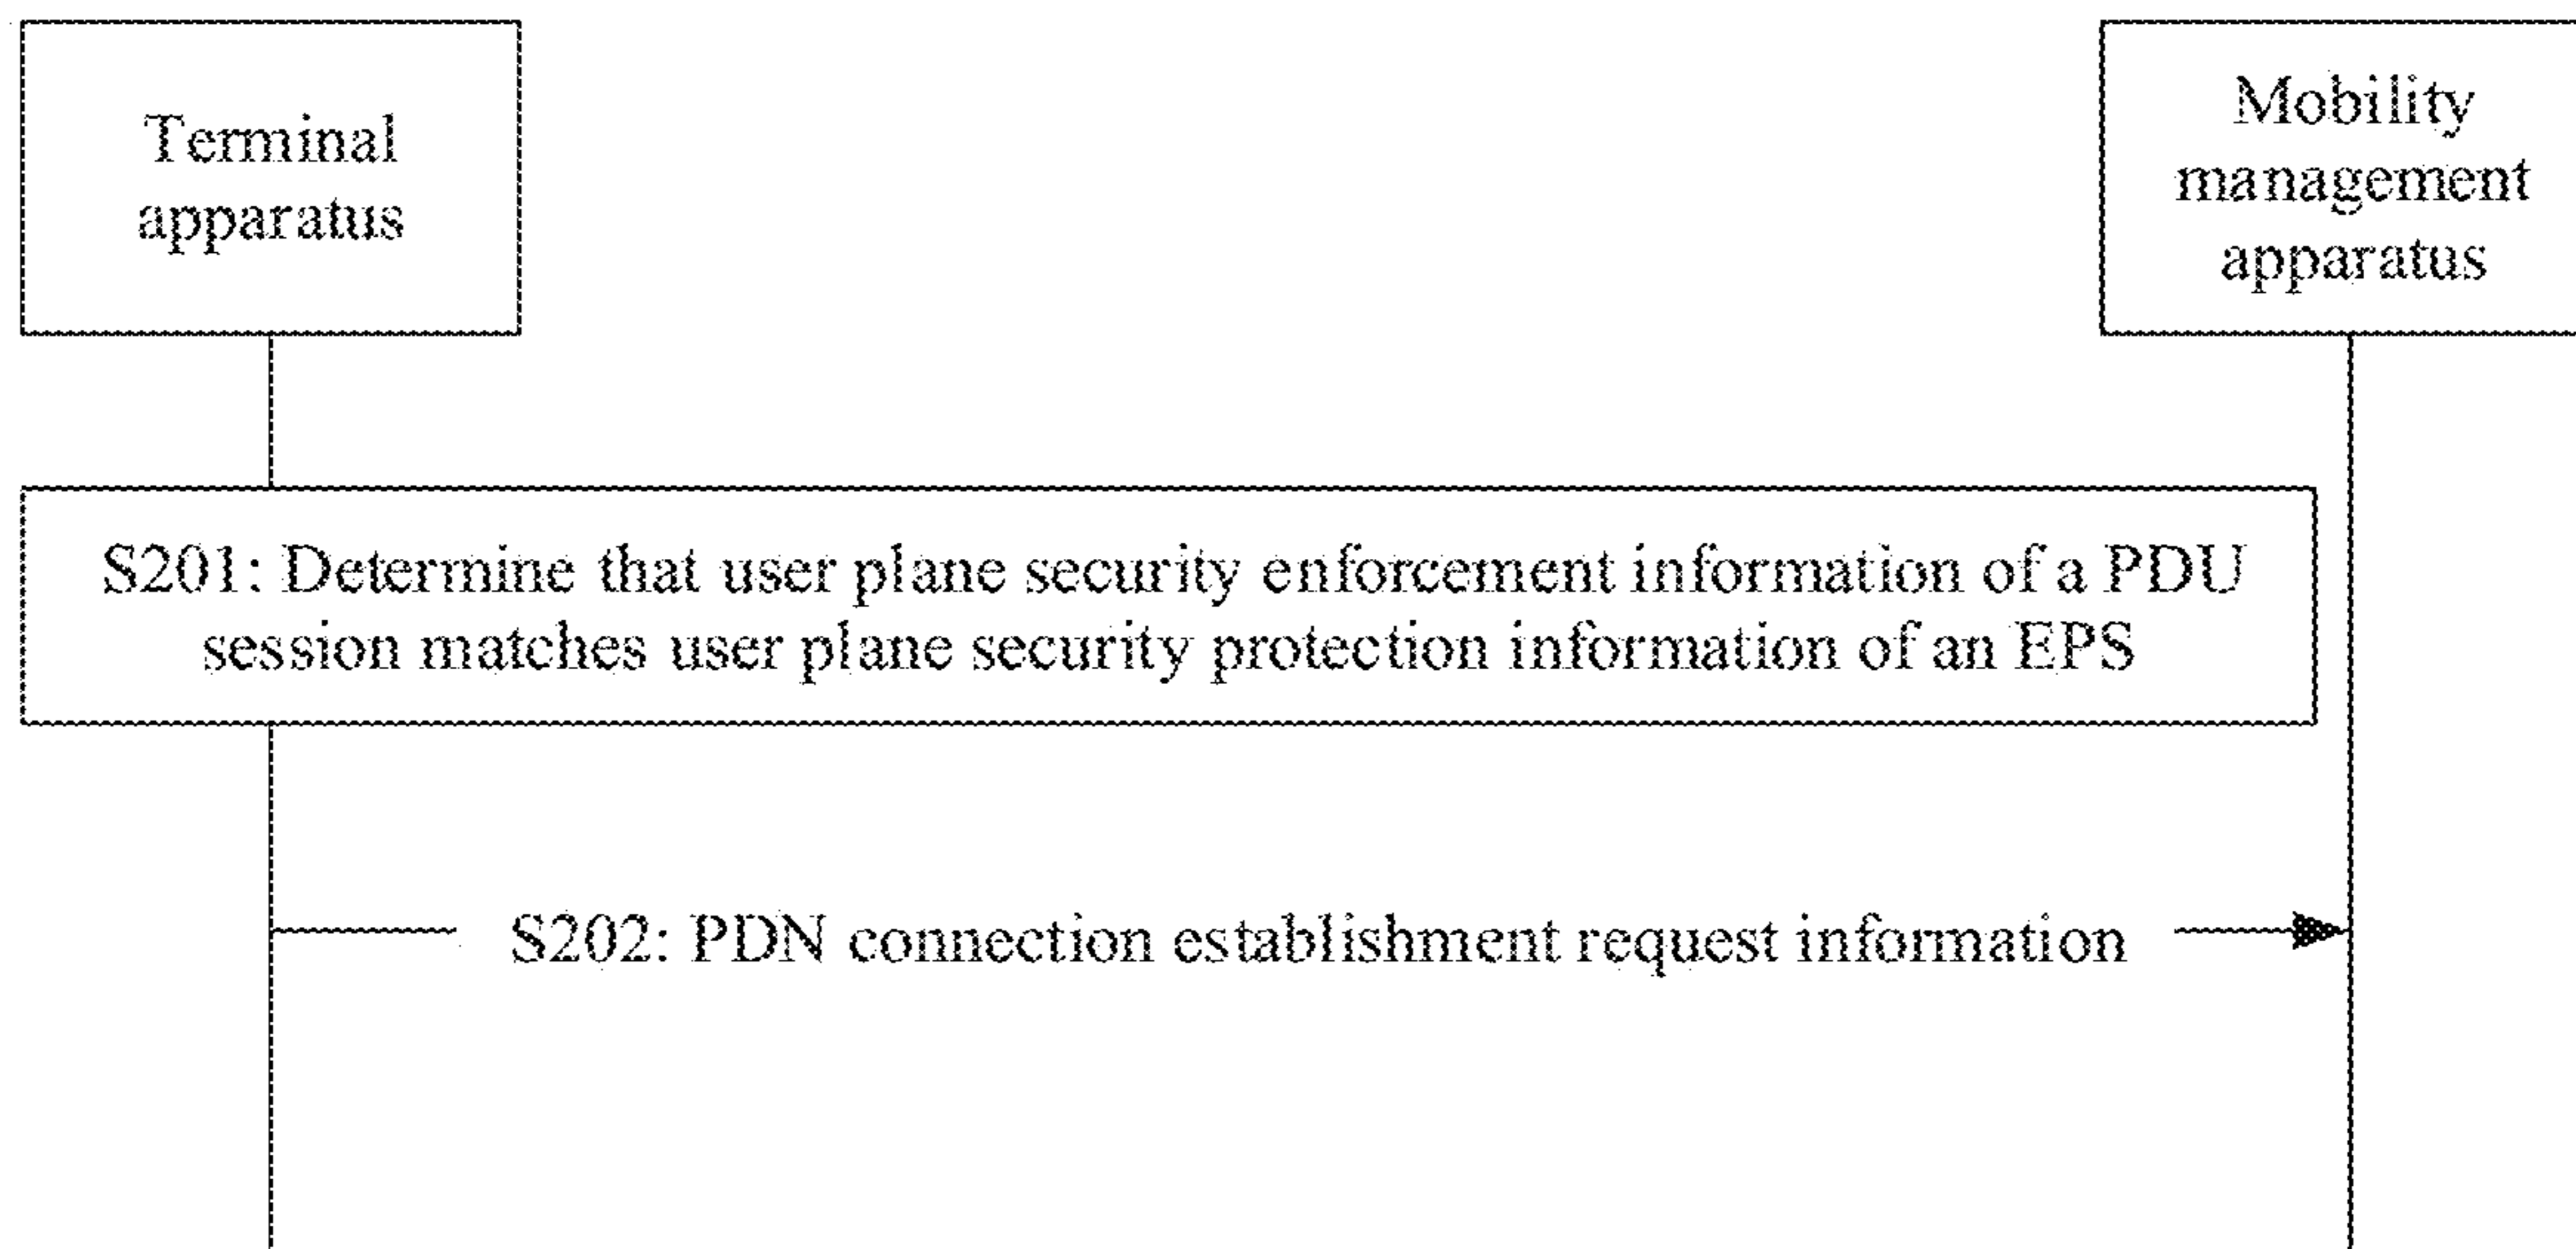 Terminal
apparatus
Mobility
management
apparatus
S201: Determine that user plane security enforcement information of a PDU
session matches user plane security protection information of an EPS
S202: PDN connection establishment request information